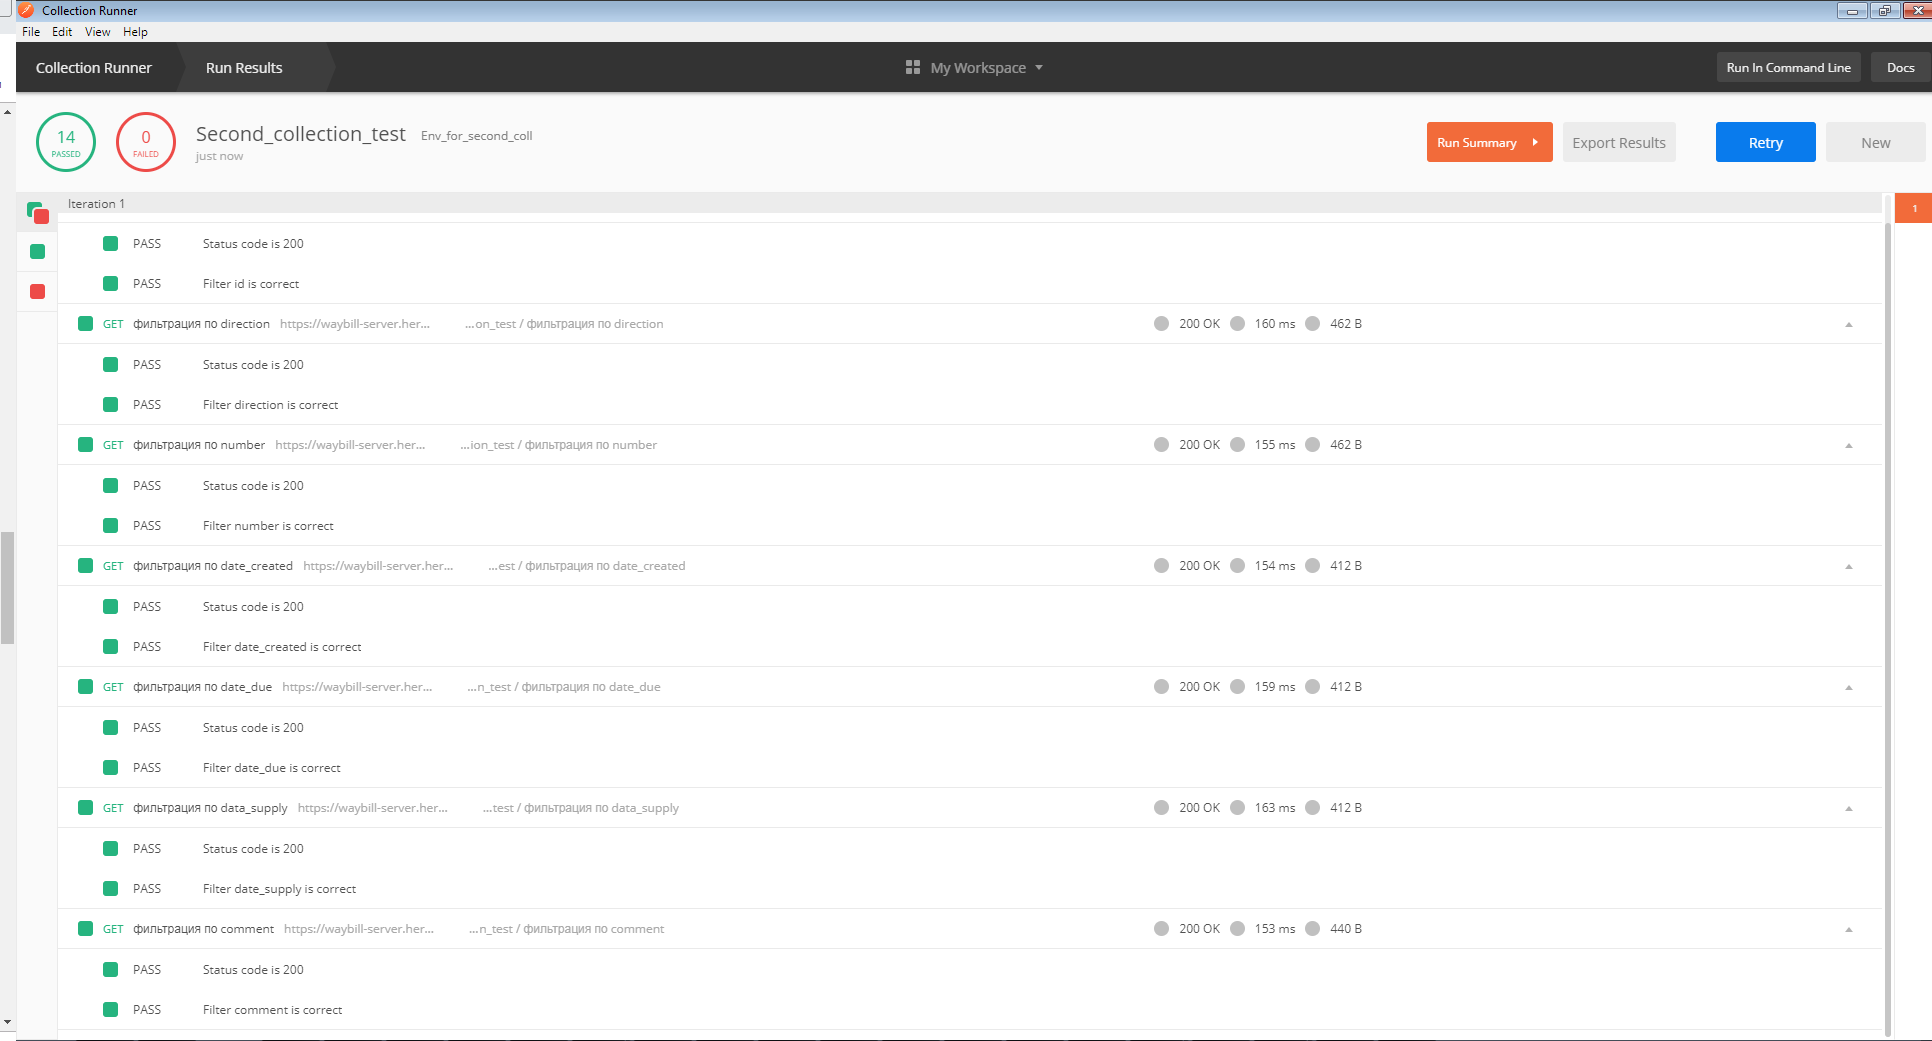 Collection Runner
File Edit View Help
Collection Runner Run Results My Workspace Run In Command Line Docs
14 PASSED 0 FAILED Second_collection_test Env_for_second_coll Run Summary Export Results Retry New
just now
Iteration 1 1
PASS Status code is 200
PASS Filter id is correct
GET фильтрация по direction https://waybill-server.her... ...on_test / фильтрация по direction 200 OK 160 ms 462 B
PASS Status code is 200
PASS Filter direction is correct
GET фильтрация по number https://waybill-server.her... ...ion_test / фильтрация по number 200 OK 155 ms 462 B
PASS Status code is 200
PASS Filter number is correct
GET фильтрация по date_created https://waybill-server.her... ...est / фильтрация по date_created 200 OK 154 ms 412 B
PASS Status code is 200
PASS Filter date_created is correct
GET фильтрация по date_due https://waybill-server.her... ...n_test / фильтрация по date_due 200 OK 159 ms 412 B
PASS Status code is 200
PASS Filter date_due is correct
GET фильтрация по data_supply https://waybill-server.her... ...test / фильтрация по data_supply 200 OK 163 ms 412 B
PASS Status code is 200
PASS Filter date_supply is correct
GET фильтрация по comment https://waybill-server.her... ...n_test / фильтрация по comment 200 OK 153 ms 440 B
PASS Status code is 200
PASS Filter comment is correct